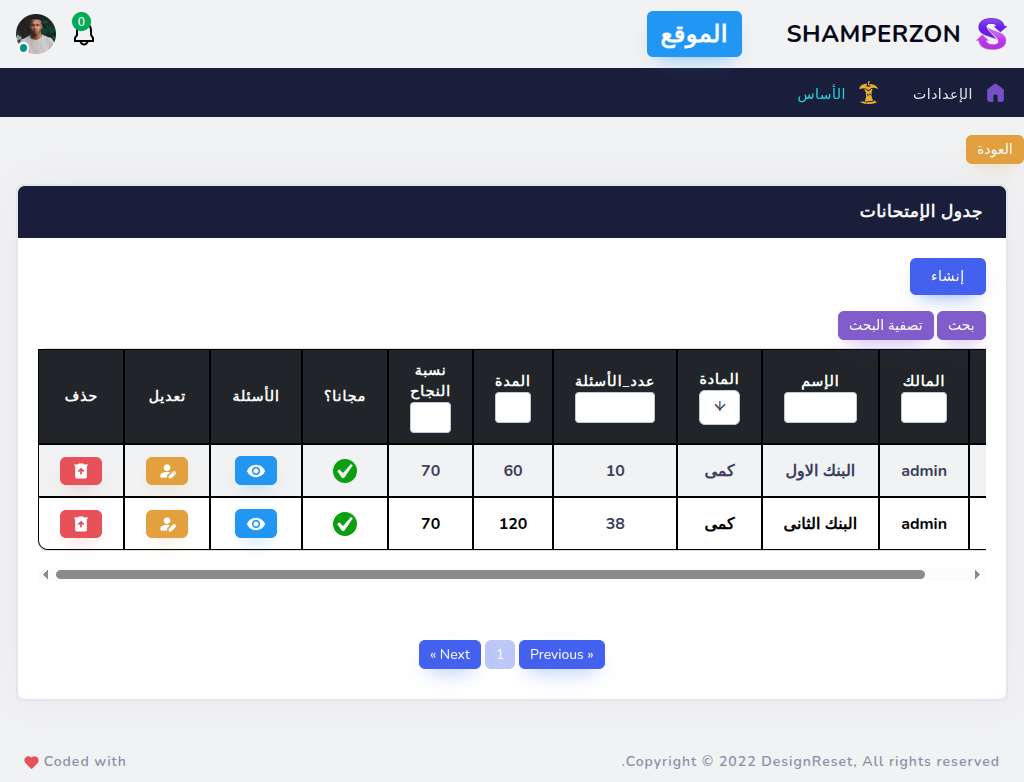 SHAMPERZON
الموقع
0
الإعدادات
الأساس
العودة
جدول الإمتحانات
إنشاء
بحث
تصفية البحث
المالك
الإسم
المادة
عدد_الأسئلة
المدة
نسبة
النجاح
مجانا؟
الأسئلة
تعديل
حذف
admin
البنك الاول
كمى
10
60
70
admin
البنك الثانى
كمى
38
120
70
« Next
1
Previous »
.Copyright © 2022 DesignReset, All rights reserved
Coded with